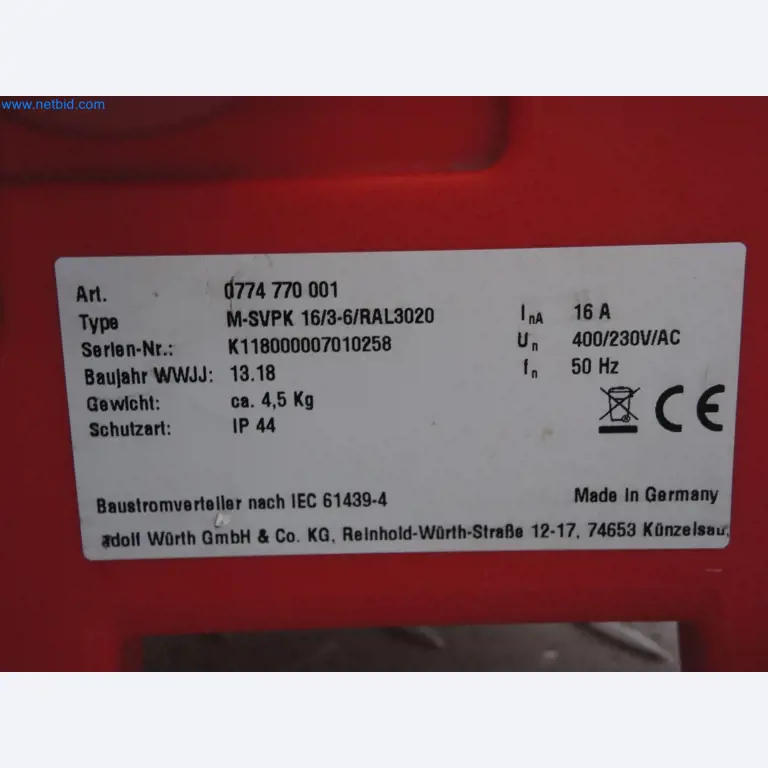 www.netbid.com
Art. 0774 770 001
Type M-SVPK 16/3-6/RAL3020
Serien-Nr.: K118000007010258
Baujahr WWJJ: 13.18
Gewicht: ca. 4,5 Kg
Schutzart: IP 44
InA 16 A
Un 400/230V/AC
fn 50 Hz
CE
Baustromverteiler nach IEC 61439-4
Made in Germany
Adolf Würth GmbH & Co. KG, Reinhold-Würth-Straße 12-17, 74653 Künzelsau,